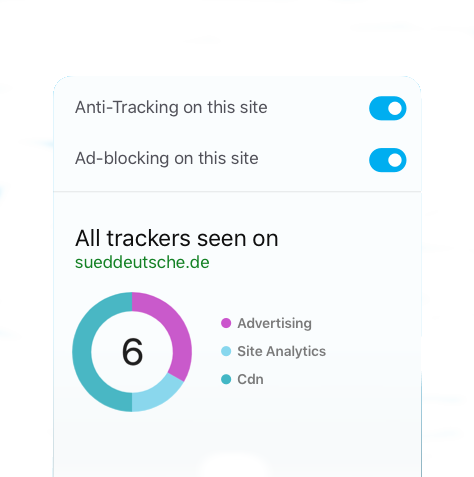 Anti-Tracking on this site
Ad-blocking on this site
All trackers seen on
sueddeutsche.de
6
Advertising
Site Analytics
Cdn